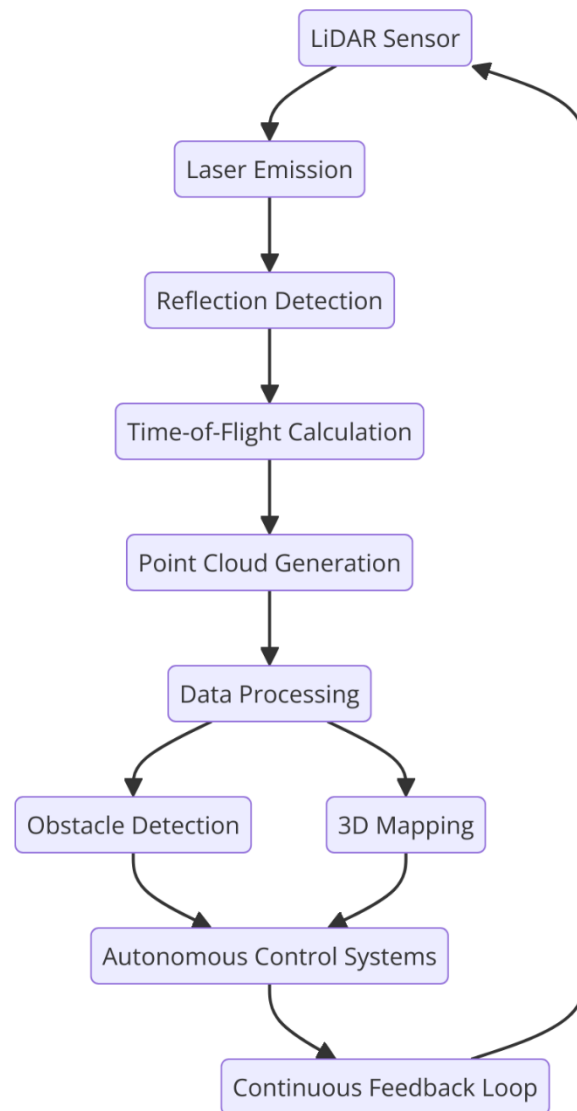 LiDAR Sensor
Laser Emission
Reflection Detection
Time-of-Flight Calculation
Point Cloud Generation
Data Processing
Obstacle Detection
3D Mapping
Autonomous Control Systems
Continuous Feedback Loop